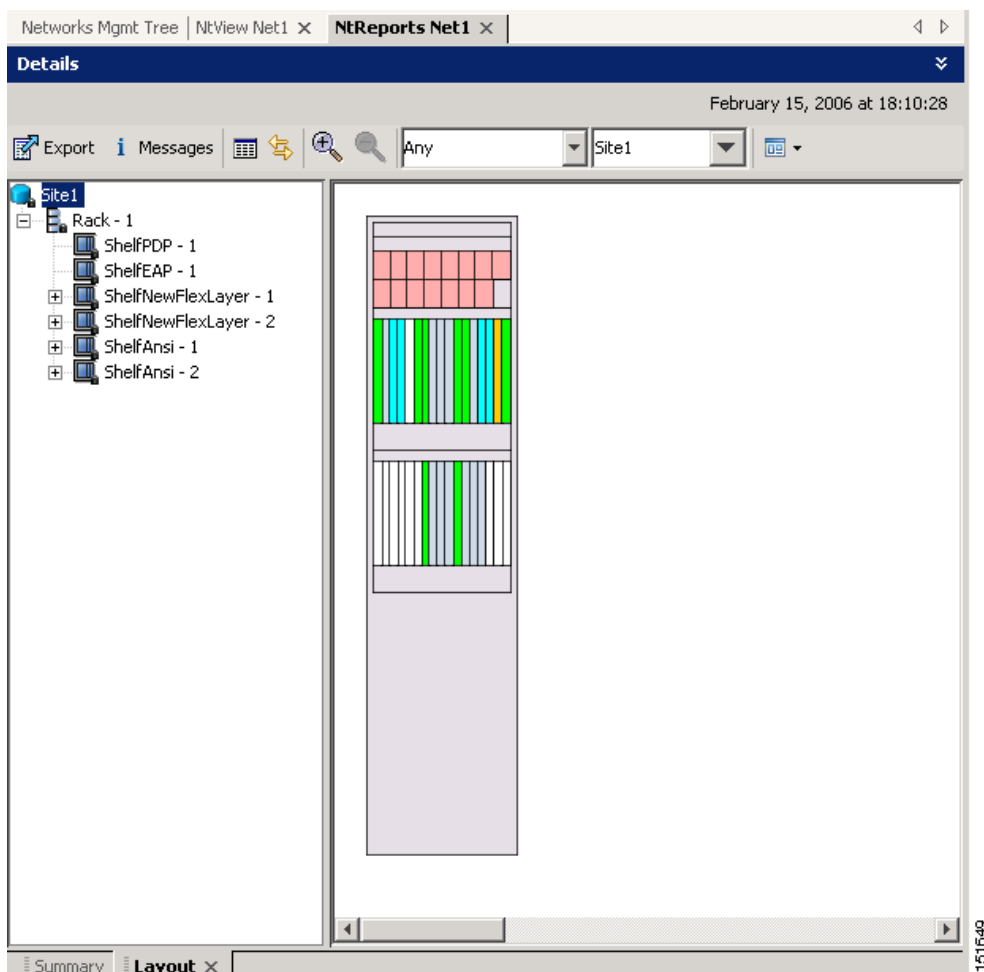 Networks Mgmt Tree NtView Net1 NtReports Net1
Details
February 15, 2006 at 18:10:28
Export Messages Any Site1
Site1
Rack - 1
ShelfPDP - 1
ShelfEAP - 1
ShelfNewFlexLayer - 1
ShelfNewFlexLayer - 2
ShelfAnsi - 1
ShelfAnsi - 2
Summary Layout
151549